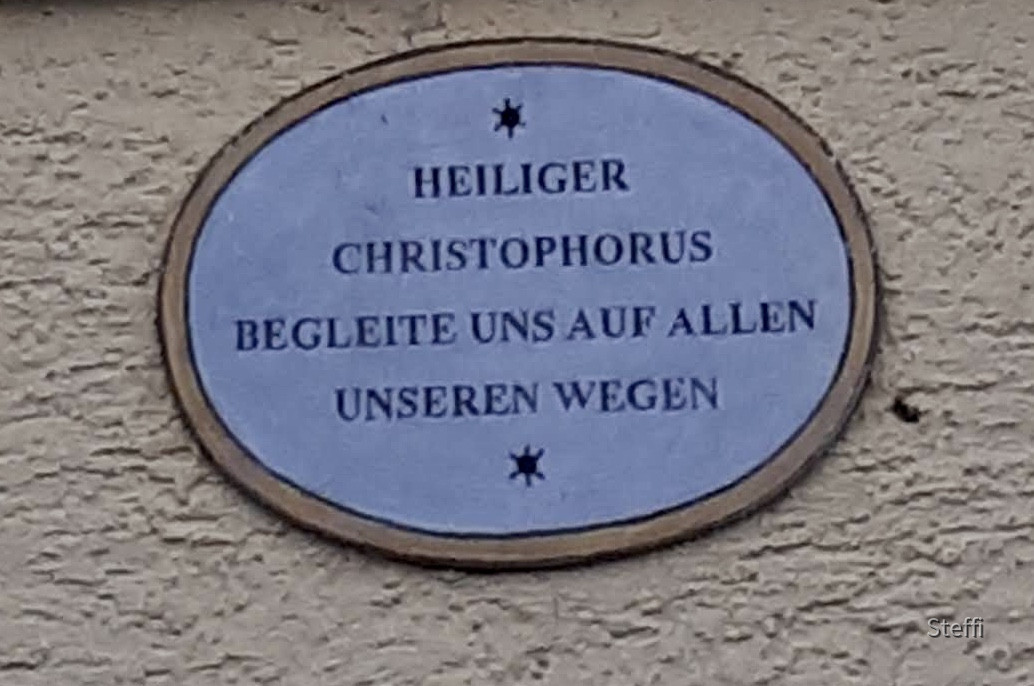 HEILIGER
CHRISTOPHORUS
BEGLEITE UNS AUF ALLEN
UNSEREN WEGEN
Steffi